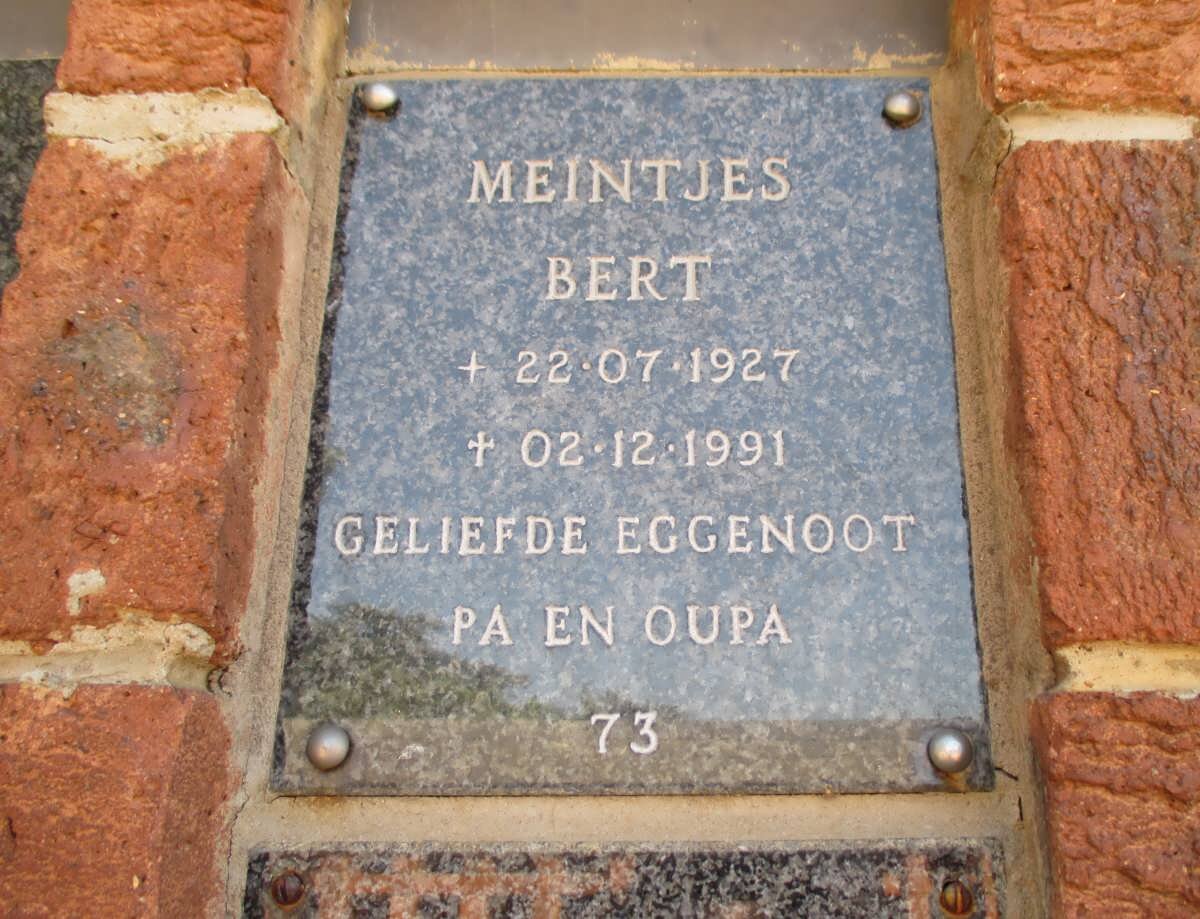 MEINTJES
BERT
+ 22·07·1927
✝ 02·12·1991
GELIEFDE EGGENOOT
PA EN OUPA
73